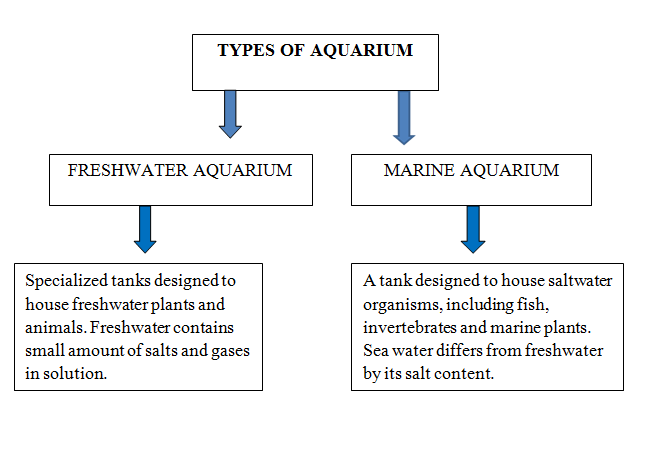 TYPES OF AQUARIUM
FRESHWATER AQUARIUM
MARINE AQUARIUM
Specialized tanks designed to
house freshwater plants and
animals. Freshwater contains
small amount of salts and gases
in solution.
A tank designed to house saltwater
organisms, including fish,
invertebrates and marine plants.
Sea water differs from freshwater
by its salt content.